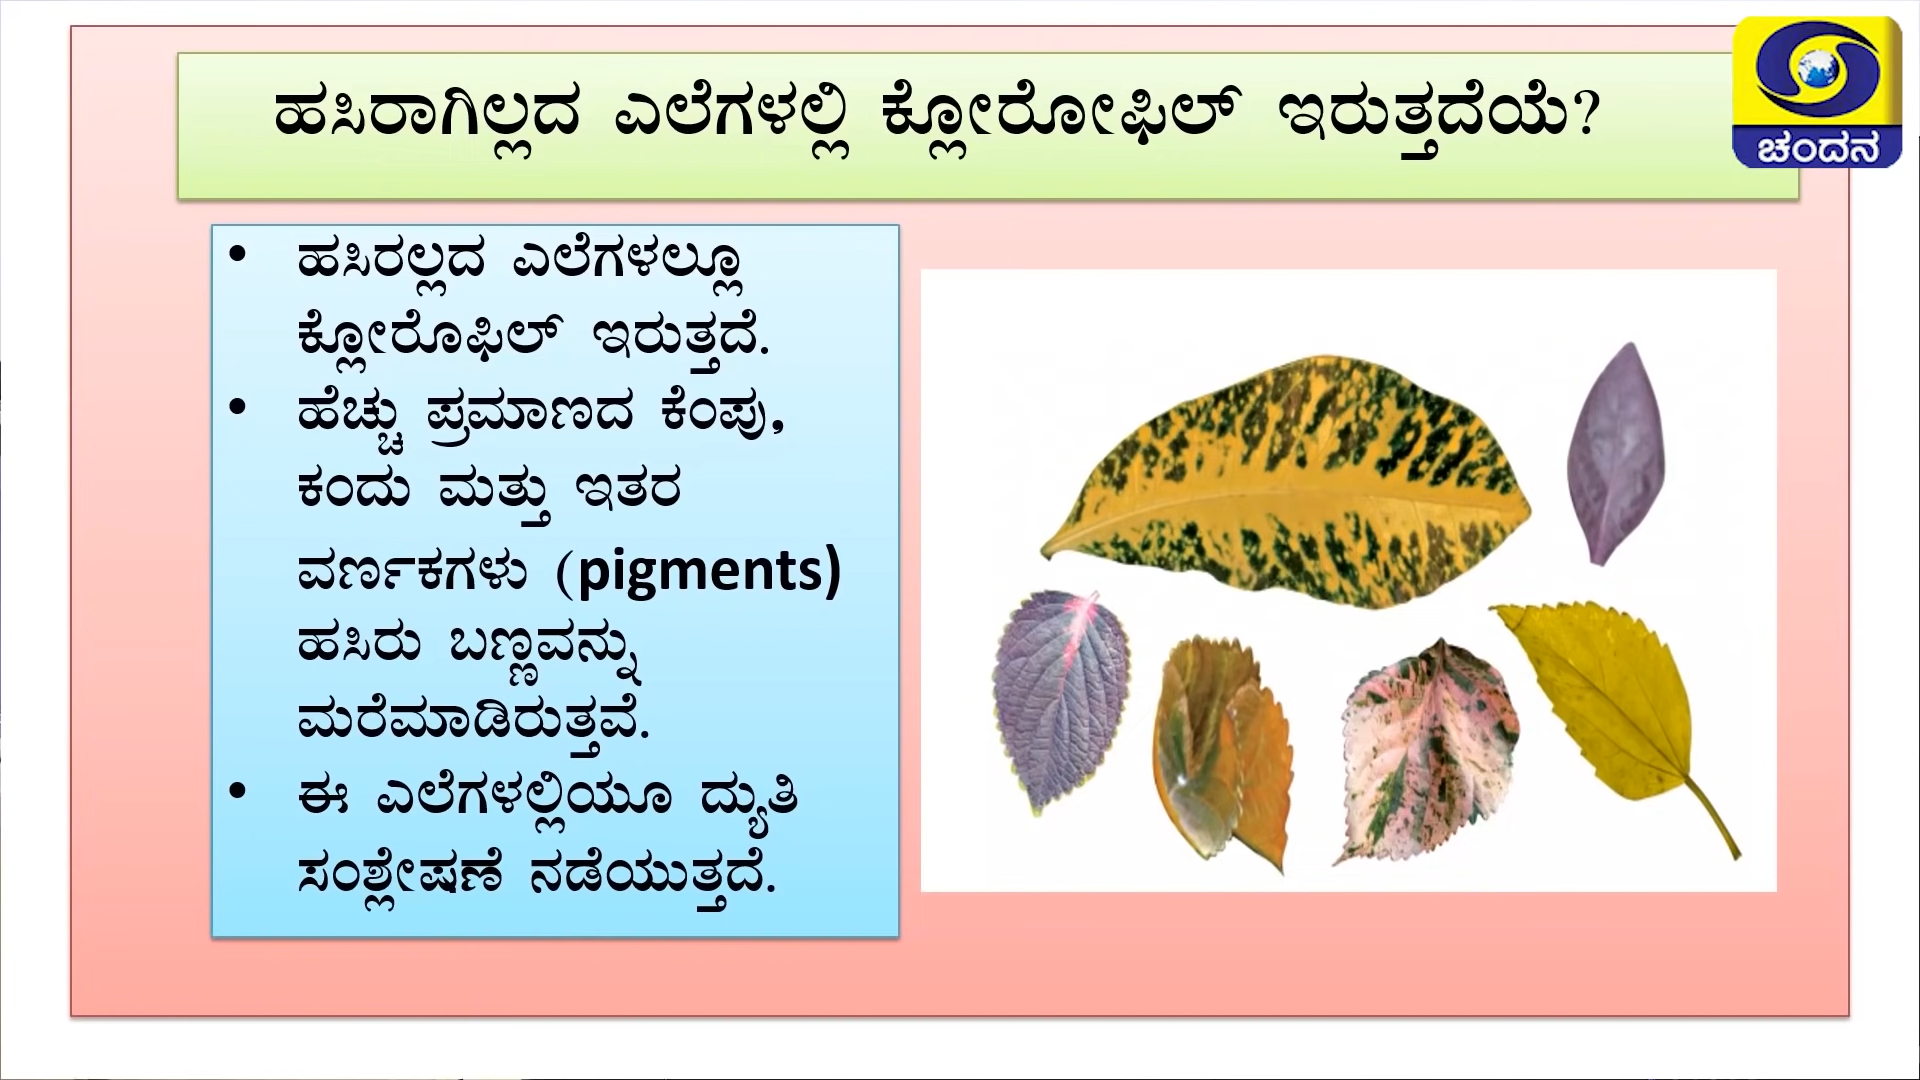 ಹಸಿರಾಗಿಲ್ಲದ ಎಲೆಗಳಲ್ಲಿ ಕ್ಲೋರೋಫಿಲ್ ಇರುತ್ತದೆಯೆ?
ಚಂದನ
• ಹಸಿರಲ್ಲದ ಎಲೆಗಳಲ್ಲೂ
ಕ್ಲೋರೊಫಿಲ್ ಇರುತ್ತದೆ.
• ಹೆಚ್ಚು ಪ್ರಮಾಣದ ಕೆಂಪು,
ಕಂದು ಮತ್ತು ಇತರ
ವರ್ಣಕಗಳು (pigments)
ಹಸಿರು ಬಣ್ಣವನ್ನು
ಮರೆಮಾಡಿರುತ್ತವೆ.
• ಈ ಎಲೆಗಳಲ್ಲಿಯೂ ದ್ಯುತಿ
ಸಂಶ್ಲೇಷಣೆ ನಡೆಯುತ್ತದೆ.